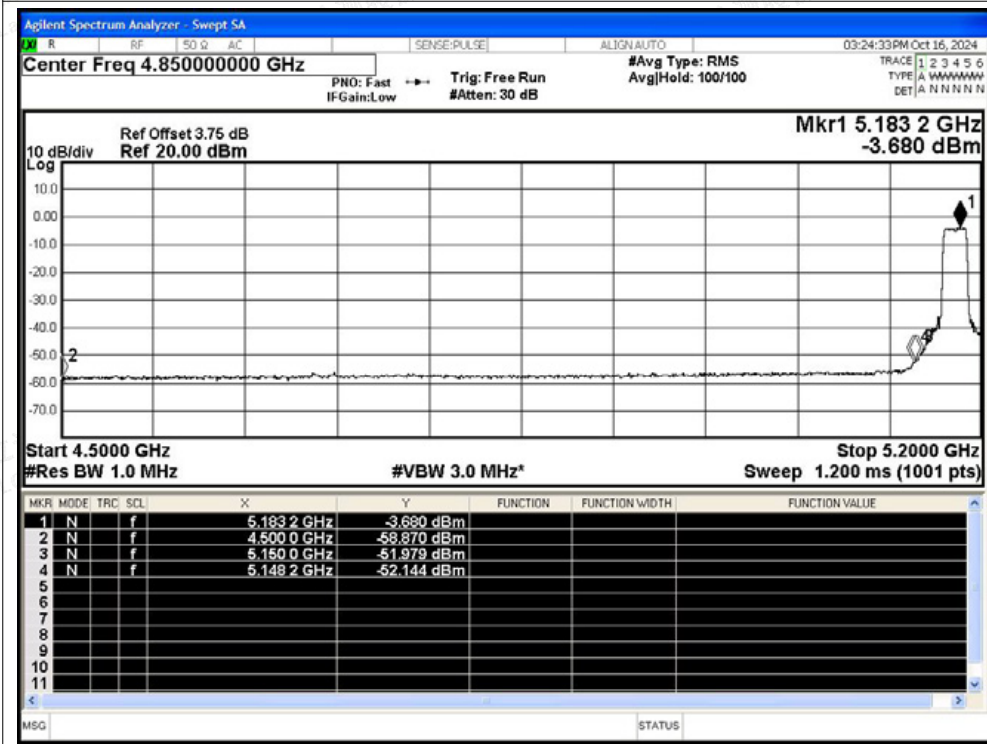 Agilent Spectrum Analyzer - Swept SA
LXI R RF 50 Ω AC SENSE:PULSE ALIGN AUTO 03:24:33 PM Oct 16, 2024
Center Freq 4.850000000 GHz #Avg Type: RMS TRACE 1 2 3 4 5 6
PNO: Fast Trig: Free Run Avg|Hold: 100/100 TYPE A WWWWW
IFGain:Low #Atten: 30 dB DET A N N N N N
Mkr1 5.183 2 GHz
Ref Offset 3.75 dB
10 dB/div Ref 20.00 dBm -3.680 dBm
Log
10.0
1
0.00
-10.0
-20.0
-30.0
-40.0
4
-50.0
2
-60.0
-70.0
Start 4.5000 GHz Stop 5.2000 GHz
#Res BW 1.0 MHz #VBW 3.0 MHz* Sweep 1.200 ms (1001 pts)
MKR MODE TRC SCL X Y FUNCTION FUNCTION WIDTH FUNCTION VALUE
1 N f 5.183 2 GHz -3.680 dBm
2 N f 4.500 0 GHz -58.870 dBm
3 N f 5.150 0 GHz -51.979 dBm
4 N f 5.148 2 GHz -52.144 dBm
5
6
7
8
9
10
11
MSG STATUS